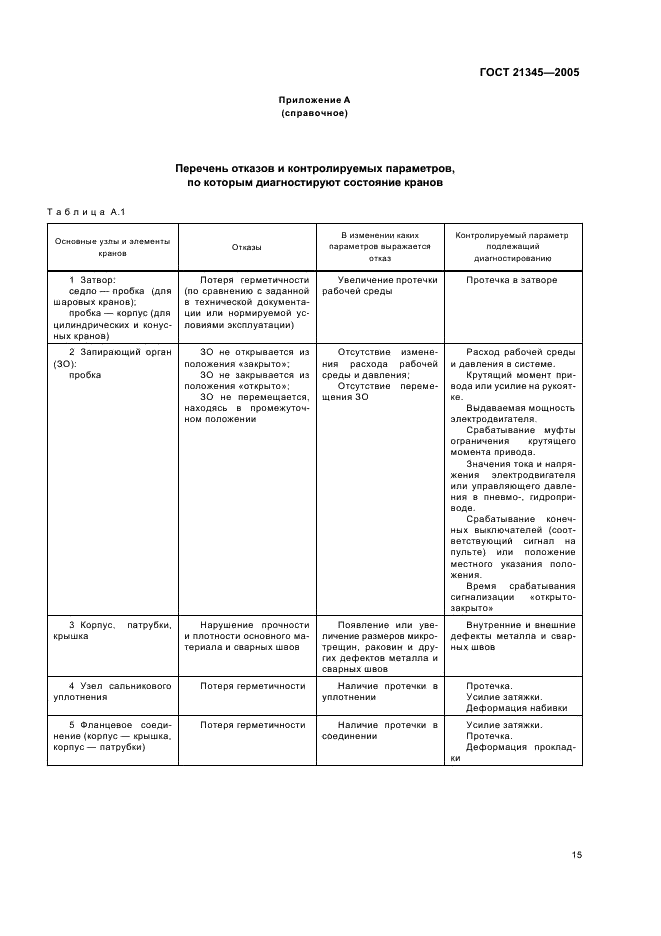 ГОСТ 21345—2005
Приложение А
(справочное)
Перечень отказов и контролируемых параметров,
по которым диагностируют состояние кранов
Таблица А.1
Основные узлы и элементы
кранов
Отказы
В изменении каких
параметров выражается
отказ
Контролируемый параметр
подлежащий
диагностированию
1 Затвор:
седло — пробка (для
шаровых кранов);
пробка — корпус (для
цилиндрических и конус-
ных кранов)
Потеря герметичности
(по сравнению с заданной
в технической документа-
ции или нормируемой ус-
ловиями эксплуатации)
Увеличение протечки
рабочей среды
Протечка в затворе
2 Запирающий орган
(ЗО):
пробка
ЗО не открывается из
положения «закрыто»;
ЗО не закрывается из
положения «открыто»;
ЗО не перемещается,
находясь в промежуточ-
ном положении
Отсутствие измене-
ния расхода рабочей
среды и давления;
Отсутствие переме-
щения ЗО
Расход рабочей среды
и давления в системе.
Крутящий момент при-
вода или усилие на рукоят-
ке.
Выдаваемая мощность
электродвигателя.
Срабатывание муфты
ограничения крутящего
момента привода.
Значения тока и напря-
жения электродвигателя
или управляющего давле-
ния в пневмо-, гидропри-
воде.
Срабатывание конеч-
ных выключателей (соот-
ветствующий сигнал на
пульте) или положение
местного указания поло-
жения.
Время срабатывания
сигнализации «открыто-
закрыто»
3 Корпус, патрубки,
крышка
Нарушение прочности
и плотности основного ма-
териала и сварных швов
Появление или уве-
личение размеров микро-
трещин, раковин и дру-
гих дефектов металла и
сварных швов
Внутренние и внешние
дефекты металла и свар-
ных швов
4 Узел сальникового
уплотнения
Потеря герметичности
Наличие протечки в
уплотнении
Протечка.
Усилие затяжки.
Деформация набивки
5 Фланцевое соеди-
нение (корпус — крышка,
корпус — патрубки)
Потеря герметичности
Наличие протечки в
соединении
Усилие затяжки.
Протечка.
Деформация проклад-
ки
15